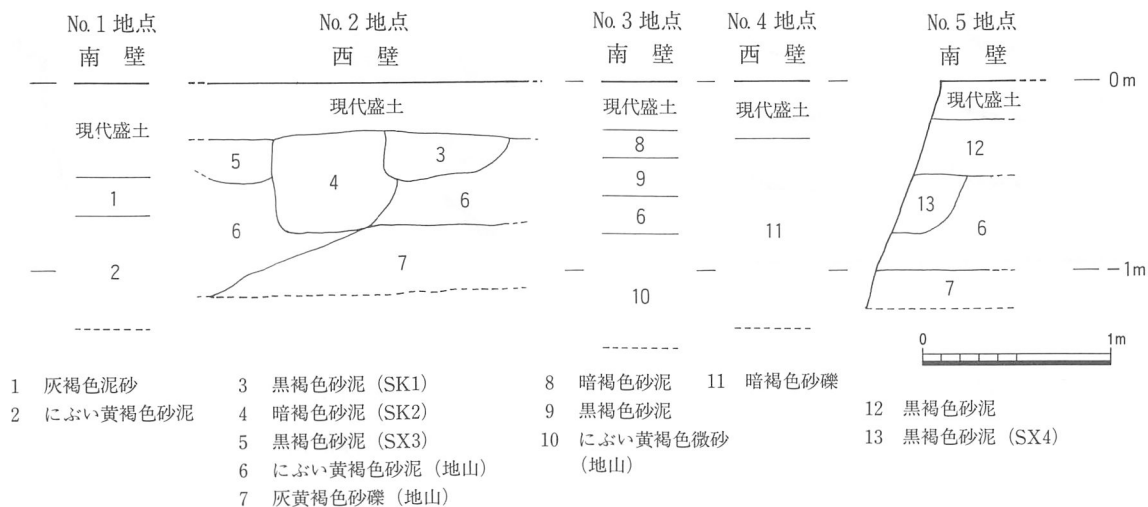 No.1地点 No.2地点 No.3地点 No.4地点 No.5地点
南 壁 西 壁 南 壁 西 壁 南 壁
0m
現代盛土 現代盛土 現代盛土 現代盛土 現代盛土
5 4 3 8 12
1 6 6 9 13 6
6
2 7 10 11 7
-1m
0 1m
1 灰褐色泥砂
2 にぶい黄褐色砂泥
3 黒褐色砂泥(SK1)
4 暗褐色砂泥(SK2)
5 黒褐色砂泥(SX3)
6 にぶい黄褐色砂泥(地山)
7 灰黄褐色砂礫(地山)
8 暗褐色砂泥
9 黒褐色砂泥
10 にぶい黄褐色微砂
(地山)
11 暗褐色砂礫
12 黒褐色砂泥
13 黒褐色砂泥(SX4)